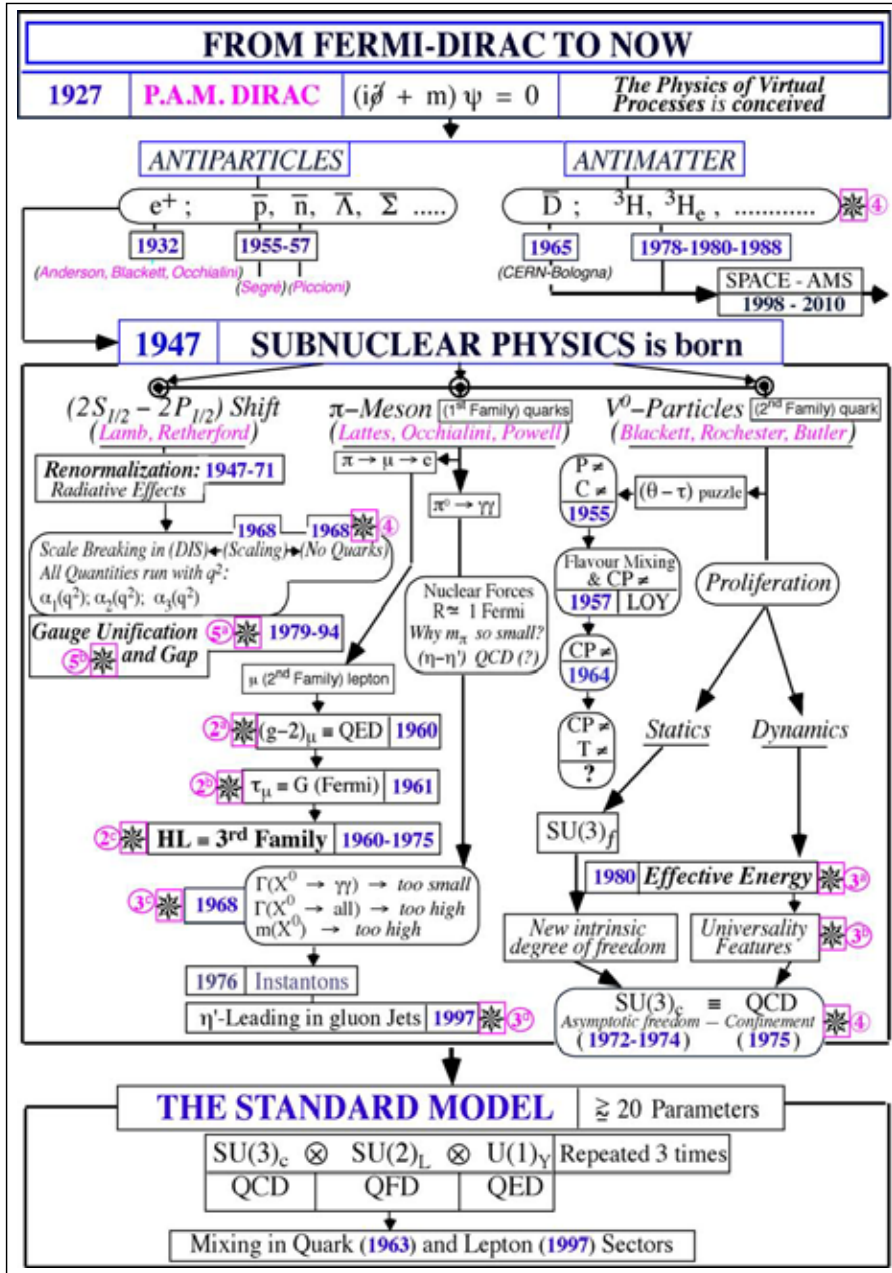 FROM FERMI-DIRAC TO NOW
1927 P.A.M. DIRAC (i∂̸ + m) ψ = 0 The Physics of Virtual
Processes is conceived
ANTIPARTICLES ANTIMATTER
e⁺ ; p̅ n̅, Λ̅, Σ̅ ..... D̅ ; ³H, ³Hₑ, ............ ④
1932 1955-57 1965 1978-1980-1988
(Anderson, Blackett, Occhialini) (CERN-Bologna)
(Segré) (Piccioni)
SPACE - AMS
1998 - 2010
1947 SUBNUCLEAR PHYSICS is born
(2S1/2 – 2P1/2) Shift π–Meson (1st Family) quarks V⁰–Particles (2nd Family) quark
(Lamb, Retherford) (Lattes, Occhialini, Powell) (Blackett, Rochester, Butler)
Renormalization: 1947-71
Radiative Effects
π → μ → e
π⁰ → γγ
P ≠
C ≠
1955
(θ – τ) puzzle
1968 1968 ④
Scale Breaking in (DIS) (Scaling) (No Quarks)
All Quantities run with q²:
α₁(q²); α₂(q²); α₃(q²)
Gauge Unification 5ᵃ 1979-94
5ᵇ and Gap
Nuclear Forces
R ≃ 1 Fermi
Why mπ so small?
(η–η') QCD (?)
Flavour Mixing
& CP ≠
1957 LOY
Proliferation
CP ≠
1964
CP ≠
T ≠
?
Statics Dynamics
μ (2nd Family) lepton
2ᵃ (g–2)μ ≡ QED 1960
2ᵇ τμ ≡ G (Fermi) 1961
2ᶜ HL ≡ 3rd Family 1960-1975
SU(3)f
1980 Effective Energy 3ᵃ
3ᶜ 1968
Γ(X⁰ → γγ) → too small
Γ(X⁰ → all) → too high
m(X⁰) → too high
New intrinsic
degree of freedom
Universality
Features 3ᵇ
1976 Instantons
η'-Leading in gluon Jets 1997
SU(3)c ≡ QCD
Asymptotic freedom – Confinement ④
(1972-1974) (1975)
THE STANDARD MODEL ≳ 20 Parameters
SU(3)c ⊗ SU(2)L ⊗ U(1)Y Repeated 3 times
QCD QFD QED
Mixing in Quark (1963) and Lepton (1997) Sectors